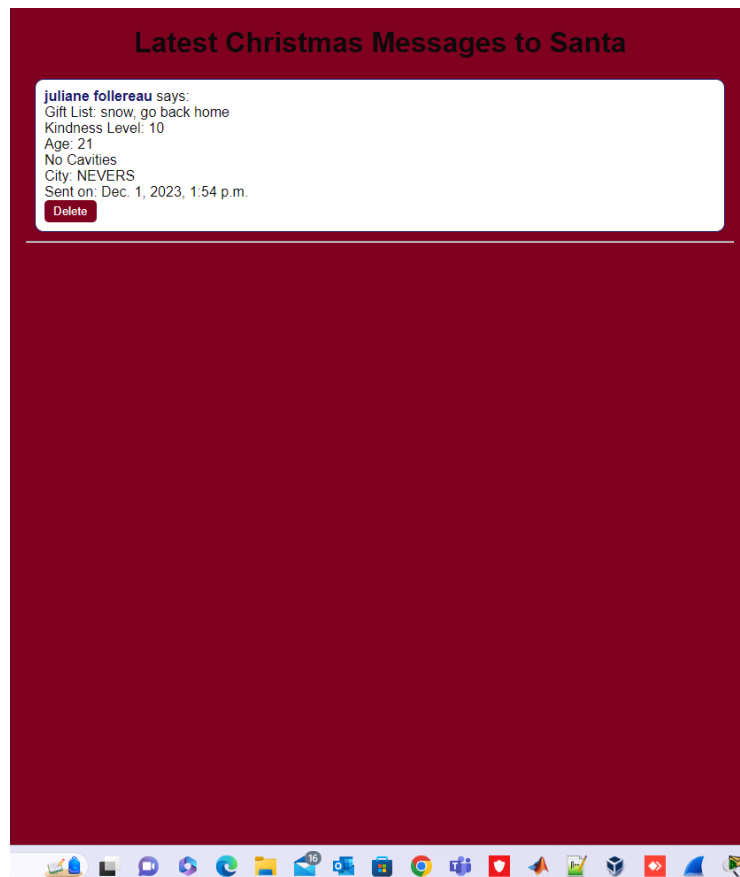 Latest Christmas Messages to Santa
juliane follereau says:
Gift List: snow, go back home
Kindness Level: 10
Age: 21
No Cavities
City: NEVERS
Sent on: Dec. 1, 2023, 1:54 p.m.
Delete
16